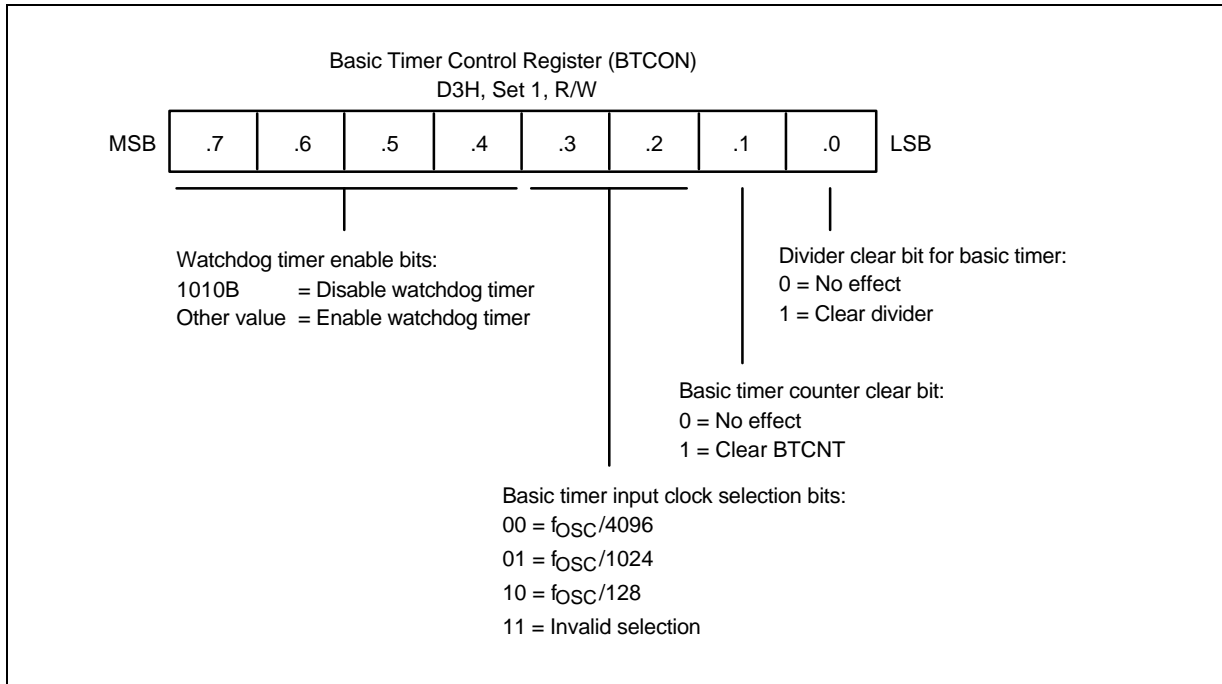 Basic Timer Control Register (BTCON)
D3H, Set 1, R/W
MSB .7 .6 .5 .4 .3 .2 .1 .0 LSB
Watchdog timer enable bits:
1010B = Disable watchdog timer
Other value = Enable watchdog timer
Divider clear bit for basic timer:
0 = No effect
1 = Clear divider
Basic timer counter clear bit:
0 = No effect
1 = Clear BTCNT
Basic timer input clock selection bits:
00 = fOSC/4096
01 = fOSC/1024
10 = fOSC/128
11 = Invalid selection